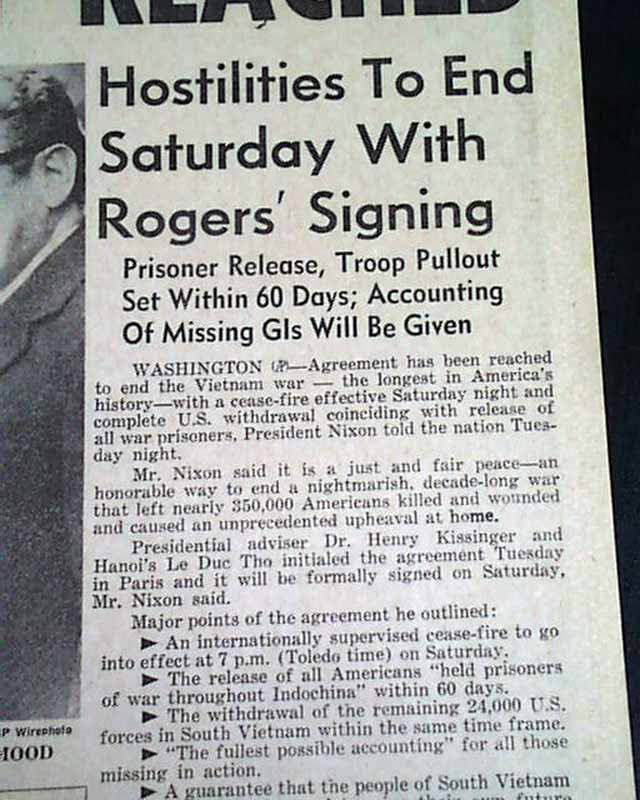 REACHED
Hostilities To End
Saturday With
Rogers' Signing
Prisoner Release, Troop Pullout
Set Within 60 Days; Accounting
Of Missing GIs Will Be Given
WASHINGTON (AP)—Agreement has been reached
to end the Vietnam war — the longest in America's
history—with a cease-fire effective Saturday night and
complete U.S. withdrawal coinciding with release of
all war prisoners, President Nixon told the nation Tues-
day night.
Mr. Nixon said it is a just and fair peace—an
honorable way to end a nightmarish, decade-long war
that left nearly 350,000 Americans killed and wounded
and caused an unprecedented upheaval at home.
Presidential adviser Dr. Henry Kissinger and
Hanoi's Le Duc Tho initialed the agreement Tuesday
in Paris and it will be formally signed on Saturday,
Mr. Nixon said.
Major points of the agreement he outlined:
► An internationally supervised cease-fire to go
into effect at 7 p.m. (Toledo time) on Saturday.
► The release of all Americans "held prisoners
of war throughout Indochina" within 60 days.
► The withdrawal of the remaining 24,000 U.S.
forces in South Vietnam within the same time frame.
► "The fullest possible accounting" for all those
missing in action.
► A guarantee that the people of South Vietnam
future
P Wirephoto
HOOD